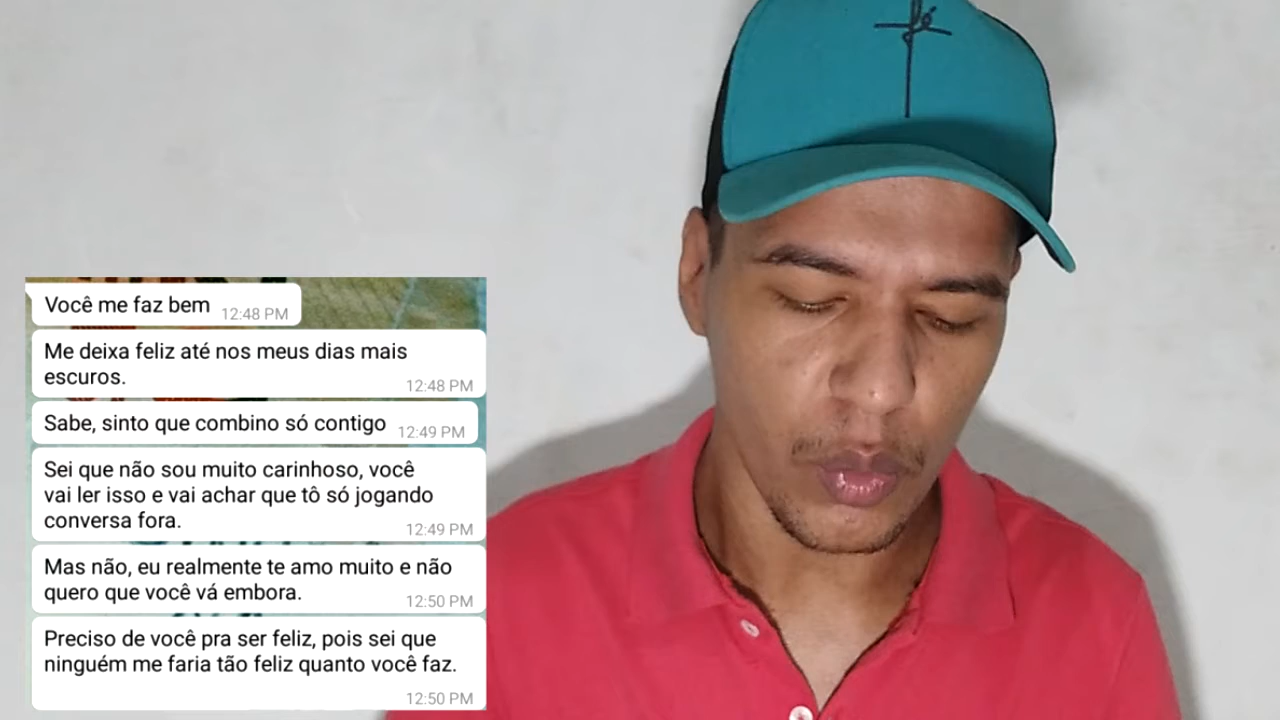 fé
Você me faz bem 12:48 PM
Me deixa feliz até nos meus dias mais
escuros. 12:48 PM
Sabe, sinto que combino só contigo 12:49 PM
Sei que não sou muito carinhoso, você
vai ler isso e vai achar que tô só jogando
conversa fora. 12:49 PM
Mas não, eu realmente te amo muito e não
quero que você vá embora. 12:50 PM
Preciso de você pra ser feliz, pois sei que
ninguém me faria tão feliz quanto você faz.
12:50 PM